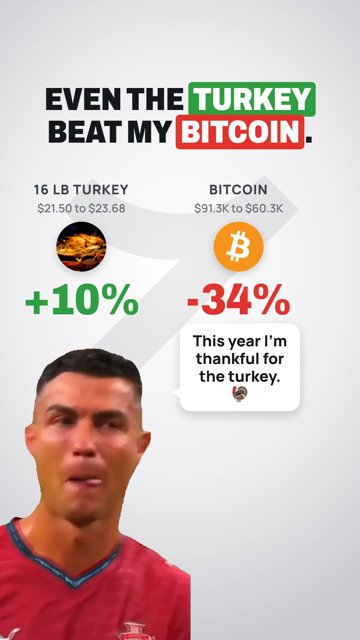 EVEN THE TURKEY
BEAT MY BITCOIN.
16 LB TURKEY
$21.50 to $23.68
+10%
BITCOIN
$91.3K to $60.3K
-34%
This year I'm
thankful for
the turkey.
🦃